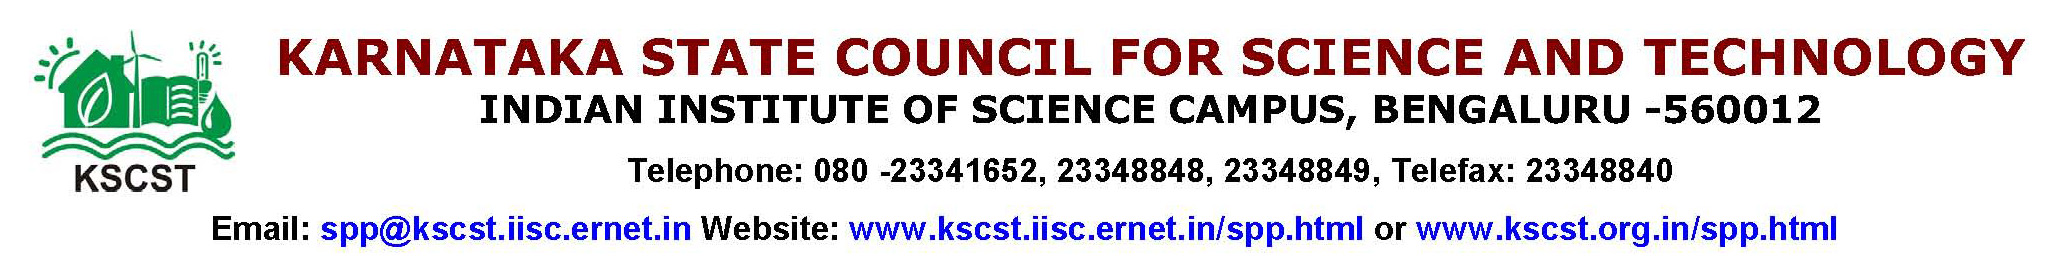 KARNATAKA STATE COUNCIL FOR SCIENCE AND TECHNOLOGY
INDIAN INSTITUTE OF SCIENCE CAMPUS, BENGALURU -560012
KSCST
Telephone: 080 -23341652, 23348848, 23348849, Telefax: 23348840
Email: spp@kscst.iisc.ernet.in Website: www.kscst.iisc.ernet.in/spp.html or www.kscst.org.in/spp.html